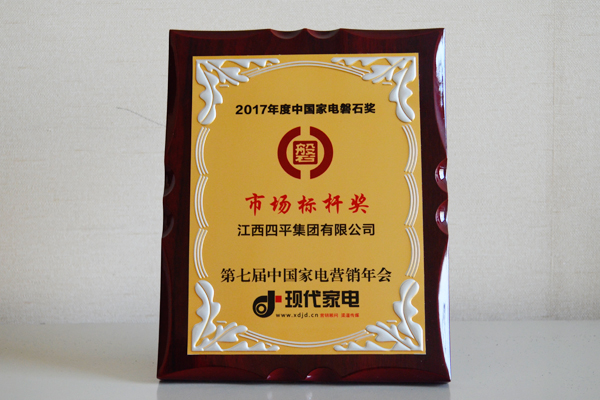 2017年度中国家电磐石奖
磐
市场标杆奖
江西四平集团有限公司
第七届中国家电营销年会
现代家电
www.xdjd.cn